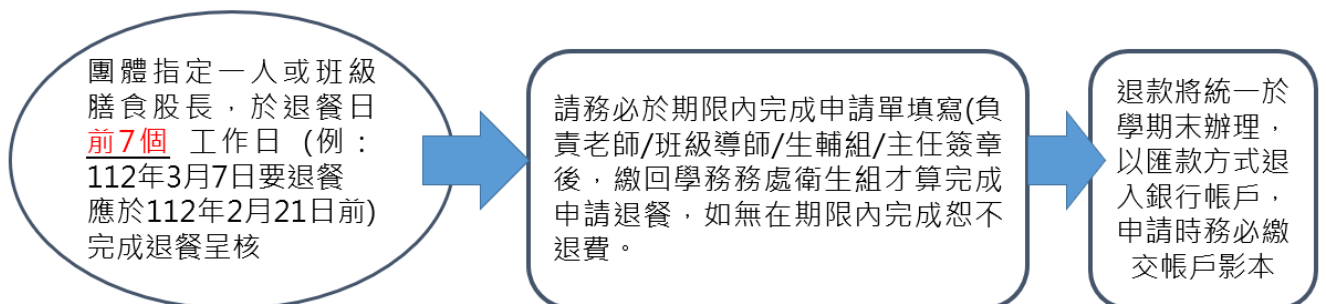 團體指定一人或班級
膳食股長，於退餐日
前7個 工作日 (例：
112年3月7日要退餐
應於112年2月21日前)
完成退餐呈核
請務必於期限內完成申請單填寫(負
責老師/班級導師/生輔組/主任簽章
後，繳回學務務處衛生組才算完成
申請退餐，如無在期限內完成恕不
退費。
退款將統一於
學期末辦理，
以匯款方式退
入銀行帳戶，
申請時務必繳
交帳戶影本